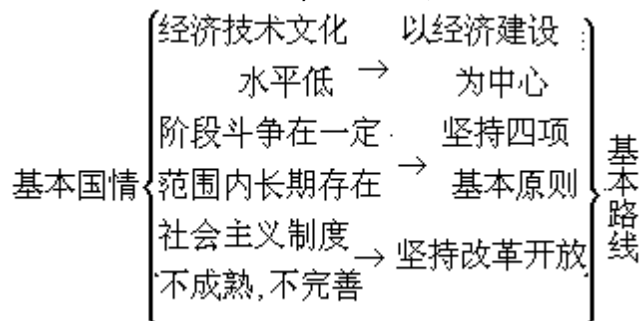 经济技术文化 以经济建设
水平低 → 为中心
阶段斗争在一定 坚持四项
基本国情 范围内长期存在 → 基本原则 基本路线
社会主义制度
不成熟,不完善 → 坚持改革开放